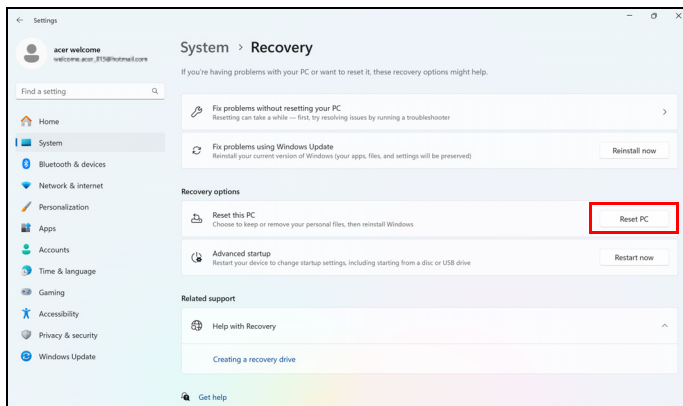 Settings
acer welcome
welcome.acer_815@hotmail.com
Find a setting
Home
System
Bluetooth & devices
Network & internet
Personalization
Apps
Accounts
Time & language
Gaming
Accessibility
Privacy & security
Windows Update
System > Recovery
If you're having problems with your PC or want to reset it, these recovery options might help.
Fix problems without resetting your PC
Resetting can take a while — first, try resolving issues by running a troubleshooter
Fix problems using Windows Update
Reinstall your current version of Windows (your apps, files, and settings will be preserved)
Reinstall now
Recovery options
Reset this PC
Choose to keep or remove your personal files, then reinstall Windows
Reset PC
Advanced startup
Restart your device to change startup settings, including starting from a disc or USB drive
Restart now
Related support
Help with Recovery
Creating a recovery drive
Get help